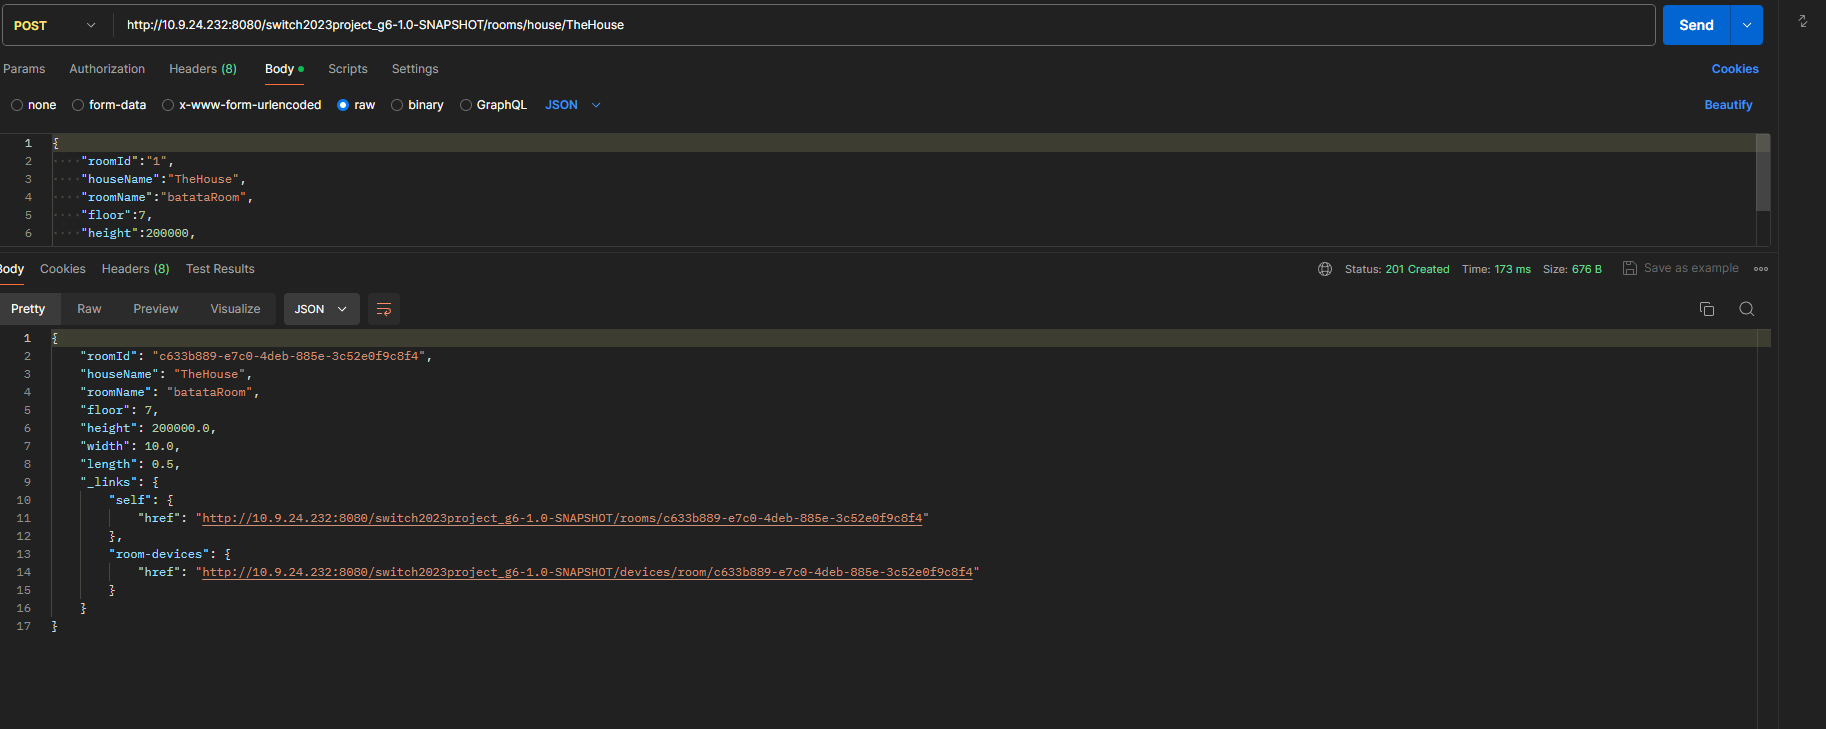 POST http://10.9.24.232:8080/switch2023project_g6-1.0-SNAPSHOT/rooms/house/TheHouse Send
Params Authorization Headers (8) Body Scripts Settings Cookies
none form-data x-www-form-urlencoded raw binary GraphQL JSON Beautify
1 {
2 "roomId":"1",
3 "houseName":"TheHouse",
4 "roomName":"batataRoom",
5 "floor":7,
6 "height":200000,
Body Cookies Headers (8) Test Results Status: 201 Created Time: 173 ms Size: 676 B Save as example
Pretty Raw Preview Visualize JSON
1 {
2 "roomId": "c633b889-e7c0-4deb-885e-3c52e0f9c8f4",
3 "houseName": "TheHouse",
4 "roomName": "batataRoom",
5 "floor": 7,
6 "height": 200000.0,
7 "width": 10.0,
8 "length": 0.5,
9 "_links": {
10 "self": {
11 "href": "http://10.9.24.232:8080/switch2023project_g6-1.0-SNAPSHOT/rooms/c633b889-e7c0-4deb-885e-3c52e0f9c8f4"
12 },
13 "room-devices": {
14 "href": "http://10.9.24.232:8080/switch2023project_g6-1.0-SNAPSHOT/devices/room/c633b889-e7c0-4deb-885e-3c52e0f9c8f4"
15 }
16 }
17 }